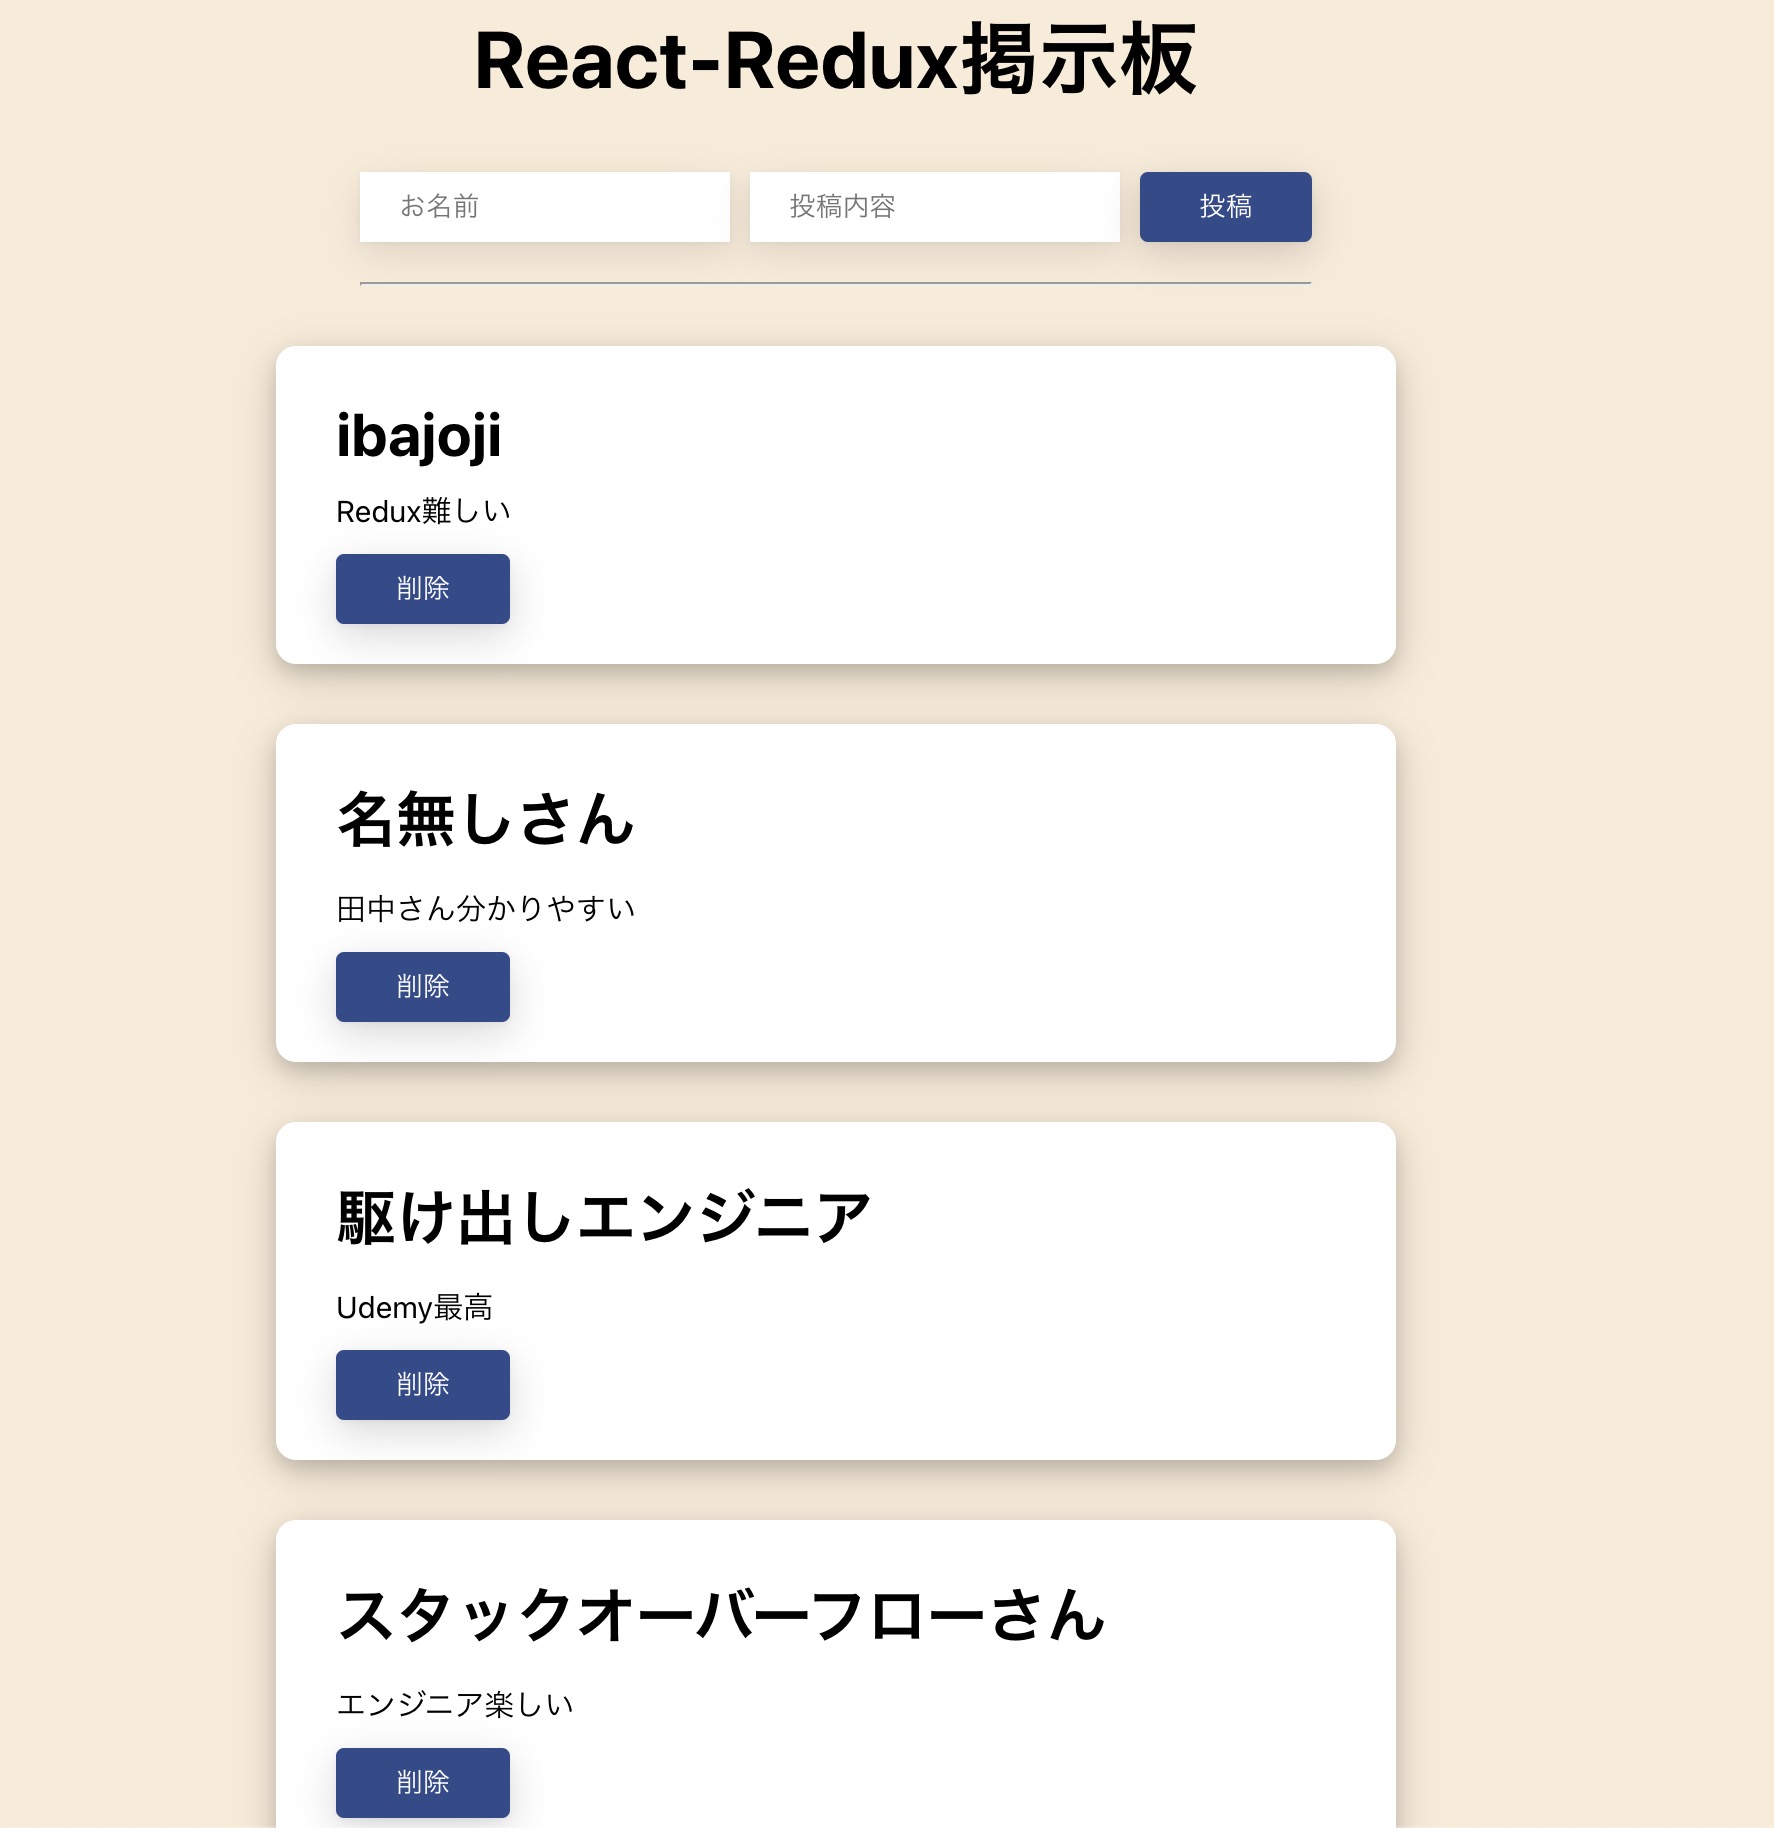 React-Redux掲示板
お名前
投稿内容
投稿
ibajoji
Redux難しい
削除
名無しさん
田中さん分かりやすい
削除
駆け出しエンジニア
Udemy最高
削除
スタックオーバーフローさん
エンジニア楽しい
削除